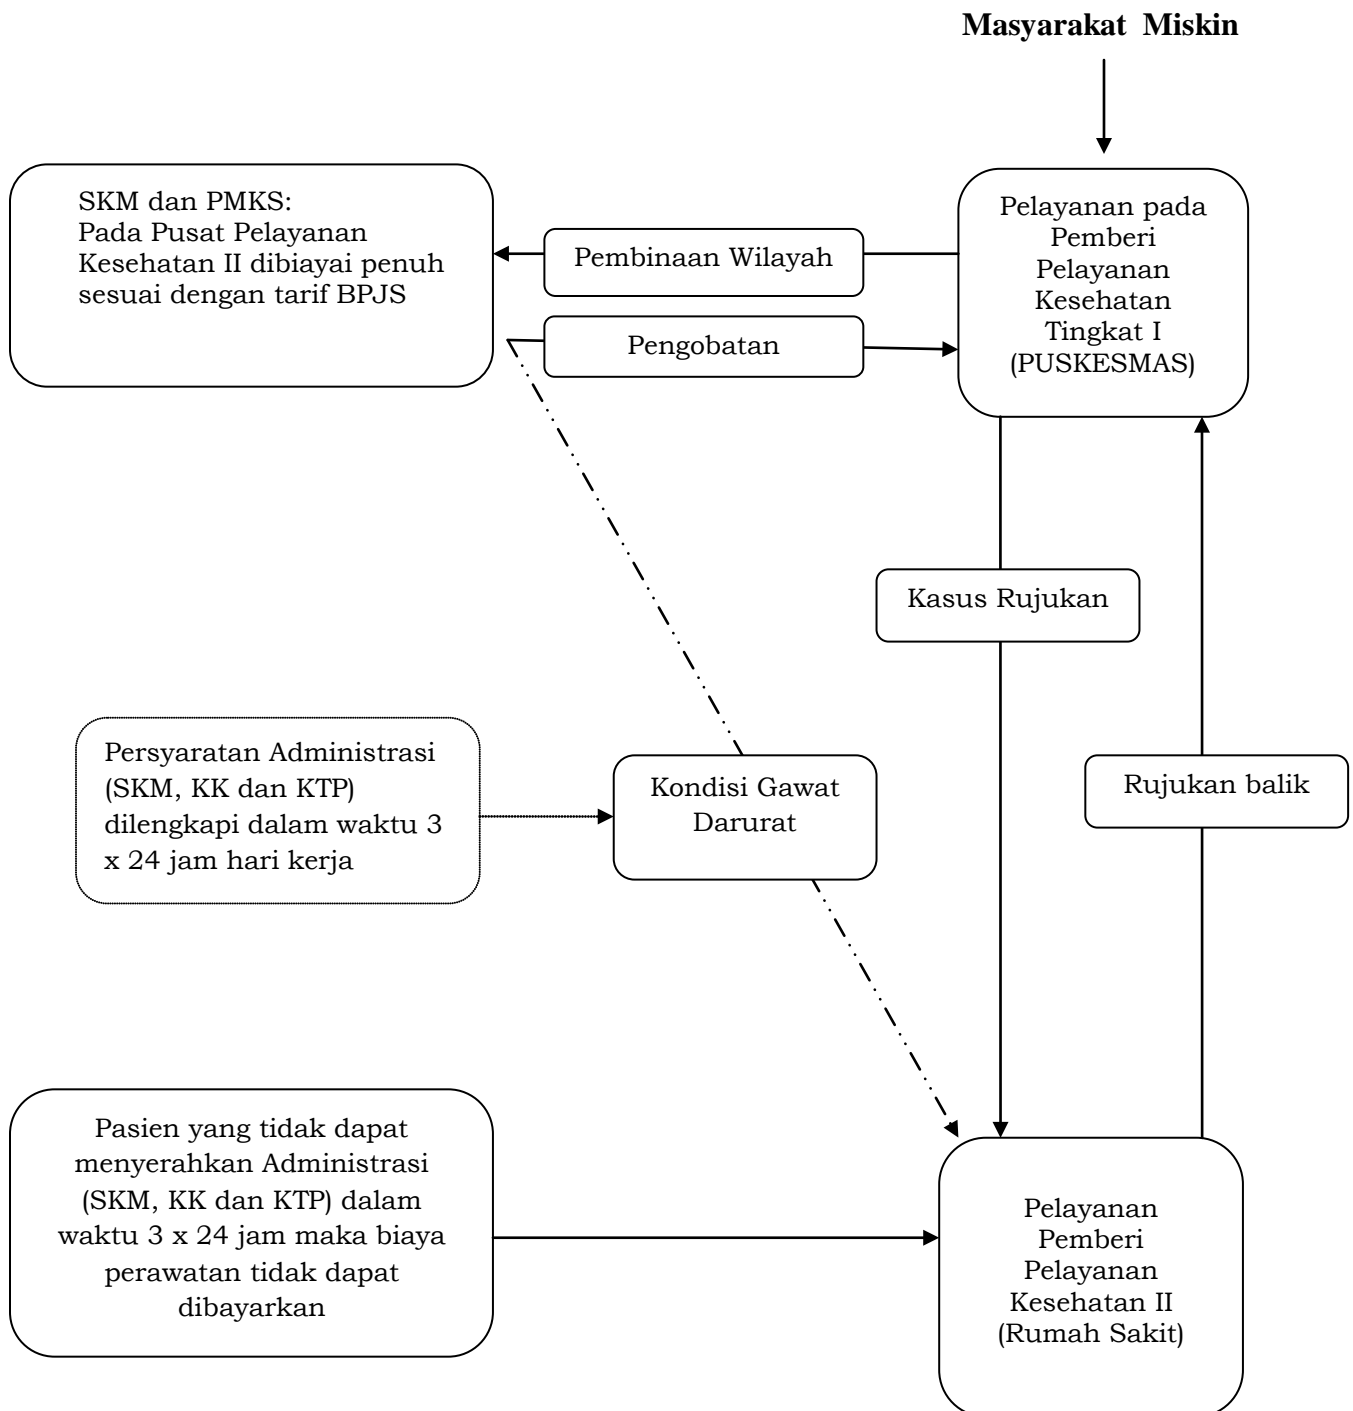 Masyarakat Miskin
SKM dan PMKS:
Pada Pusat Pelayanan
Kesehatan II dibiayai penuh
sesuai dengan tarif BPJS
Pembinaan Wilayah
Pengobatan
Pelayanan pada
Pemberi
Pelayanan
Kesehatan
Tingkat I
(PUSKESMAS)
Kasus Rujukan
Persyaratan Administrasi
(SKM, KK dan KTP)
dilengkapi dalam waktu 3
x 24 jam hari kerja
Kondisi Gawat
Darurat
Rujukan balik
Pasien yang tidak dapat
menyerahkan Administrasi
(SKM, KK dan KTP) dalam
waktu 3 x 24 jam maka biaya
perawatan tidak dapat
dibayarkan
Pelayanan
Pemberi
Pelayanan
Kesehatan II
(Rumah Sakit)